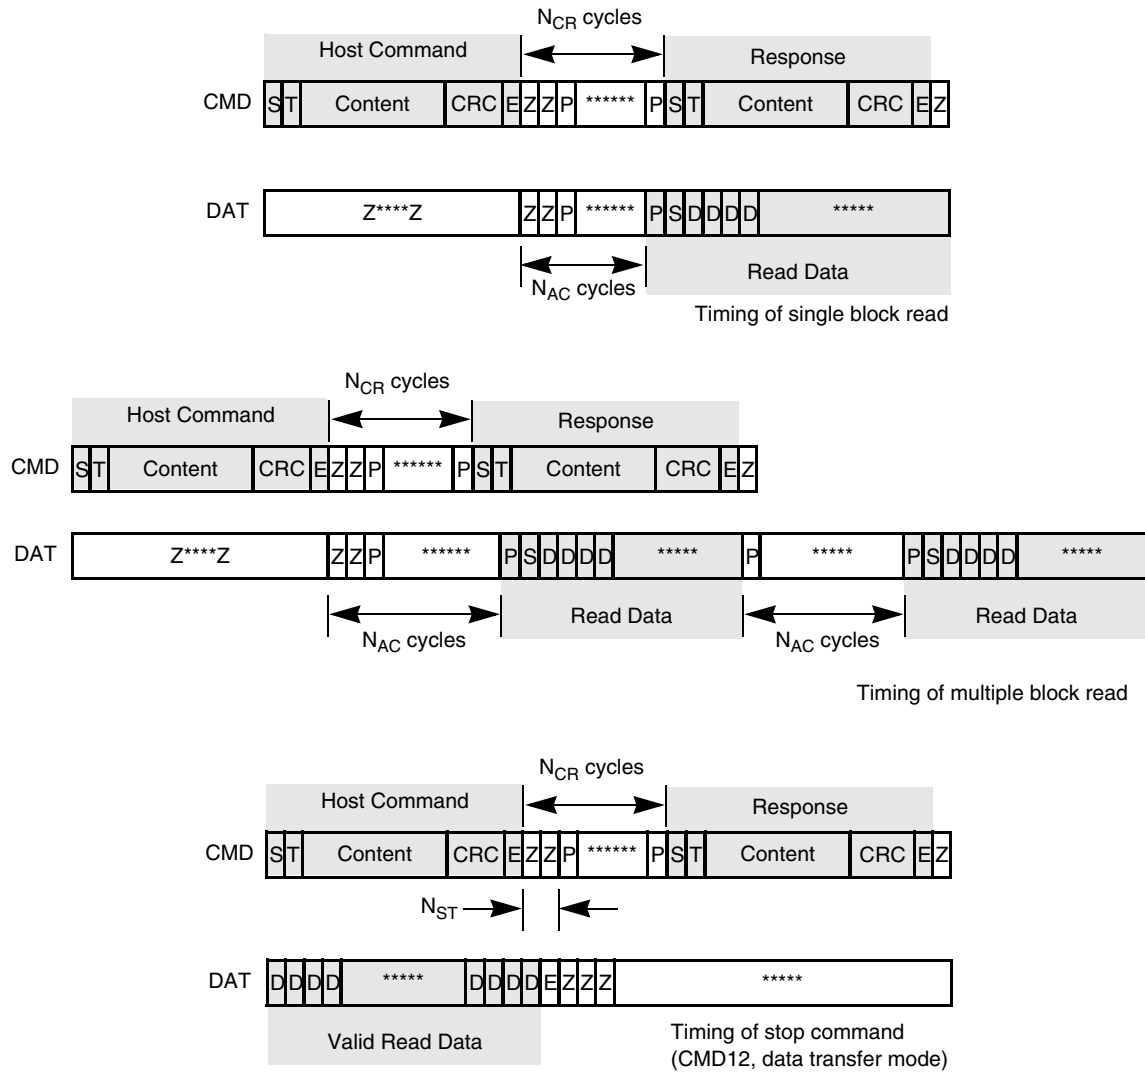 N_CR cycles
Host Command Response
CMD S T Content CRC E Z Z P ****** P S T Content CRC E Z
DAT Z****Z Z Z P ****** P S D D D D *****
N_AC cycles Read Data
Timing of single block read
N_CR cycles
Host Command Response
CMD S T Content CRC E Z Z P ****** P S T Content CRC E Z
DAT Z****Z Z Z P ****** P S D D D D ***** P ***** P S D D D D *****
N_AC cycles Read Data N_AC cycles Read Data
Timing of multiple block read
N_CR cycles
Host Command Response
CMD S T Content CRC E Z Z P ****** P S T Content CRC E Z
N_ST
DAT D D D D ***** D D D D E Z Z Z *****
Valid Read Data Timing of stop command
(CMD12, data transfer mode)